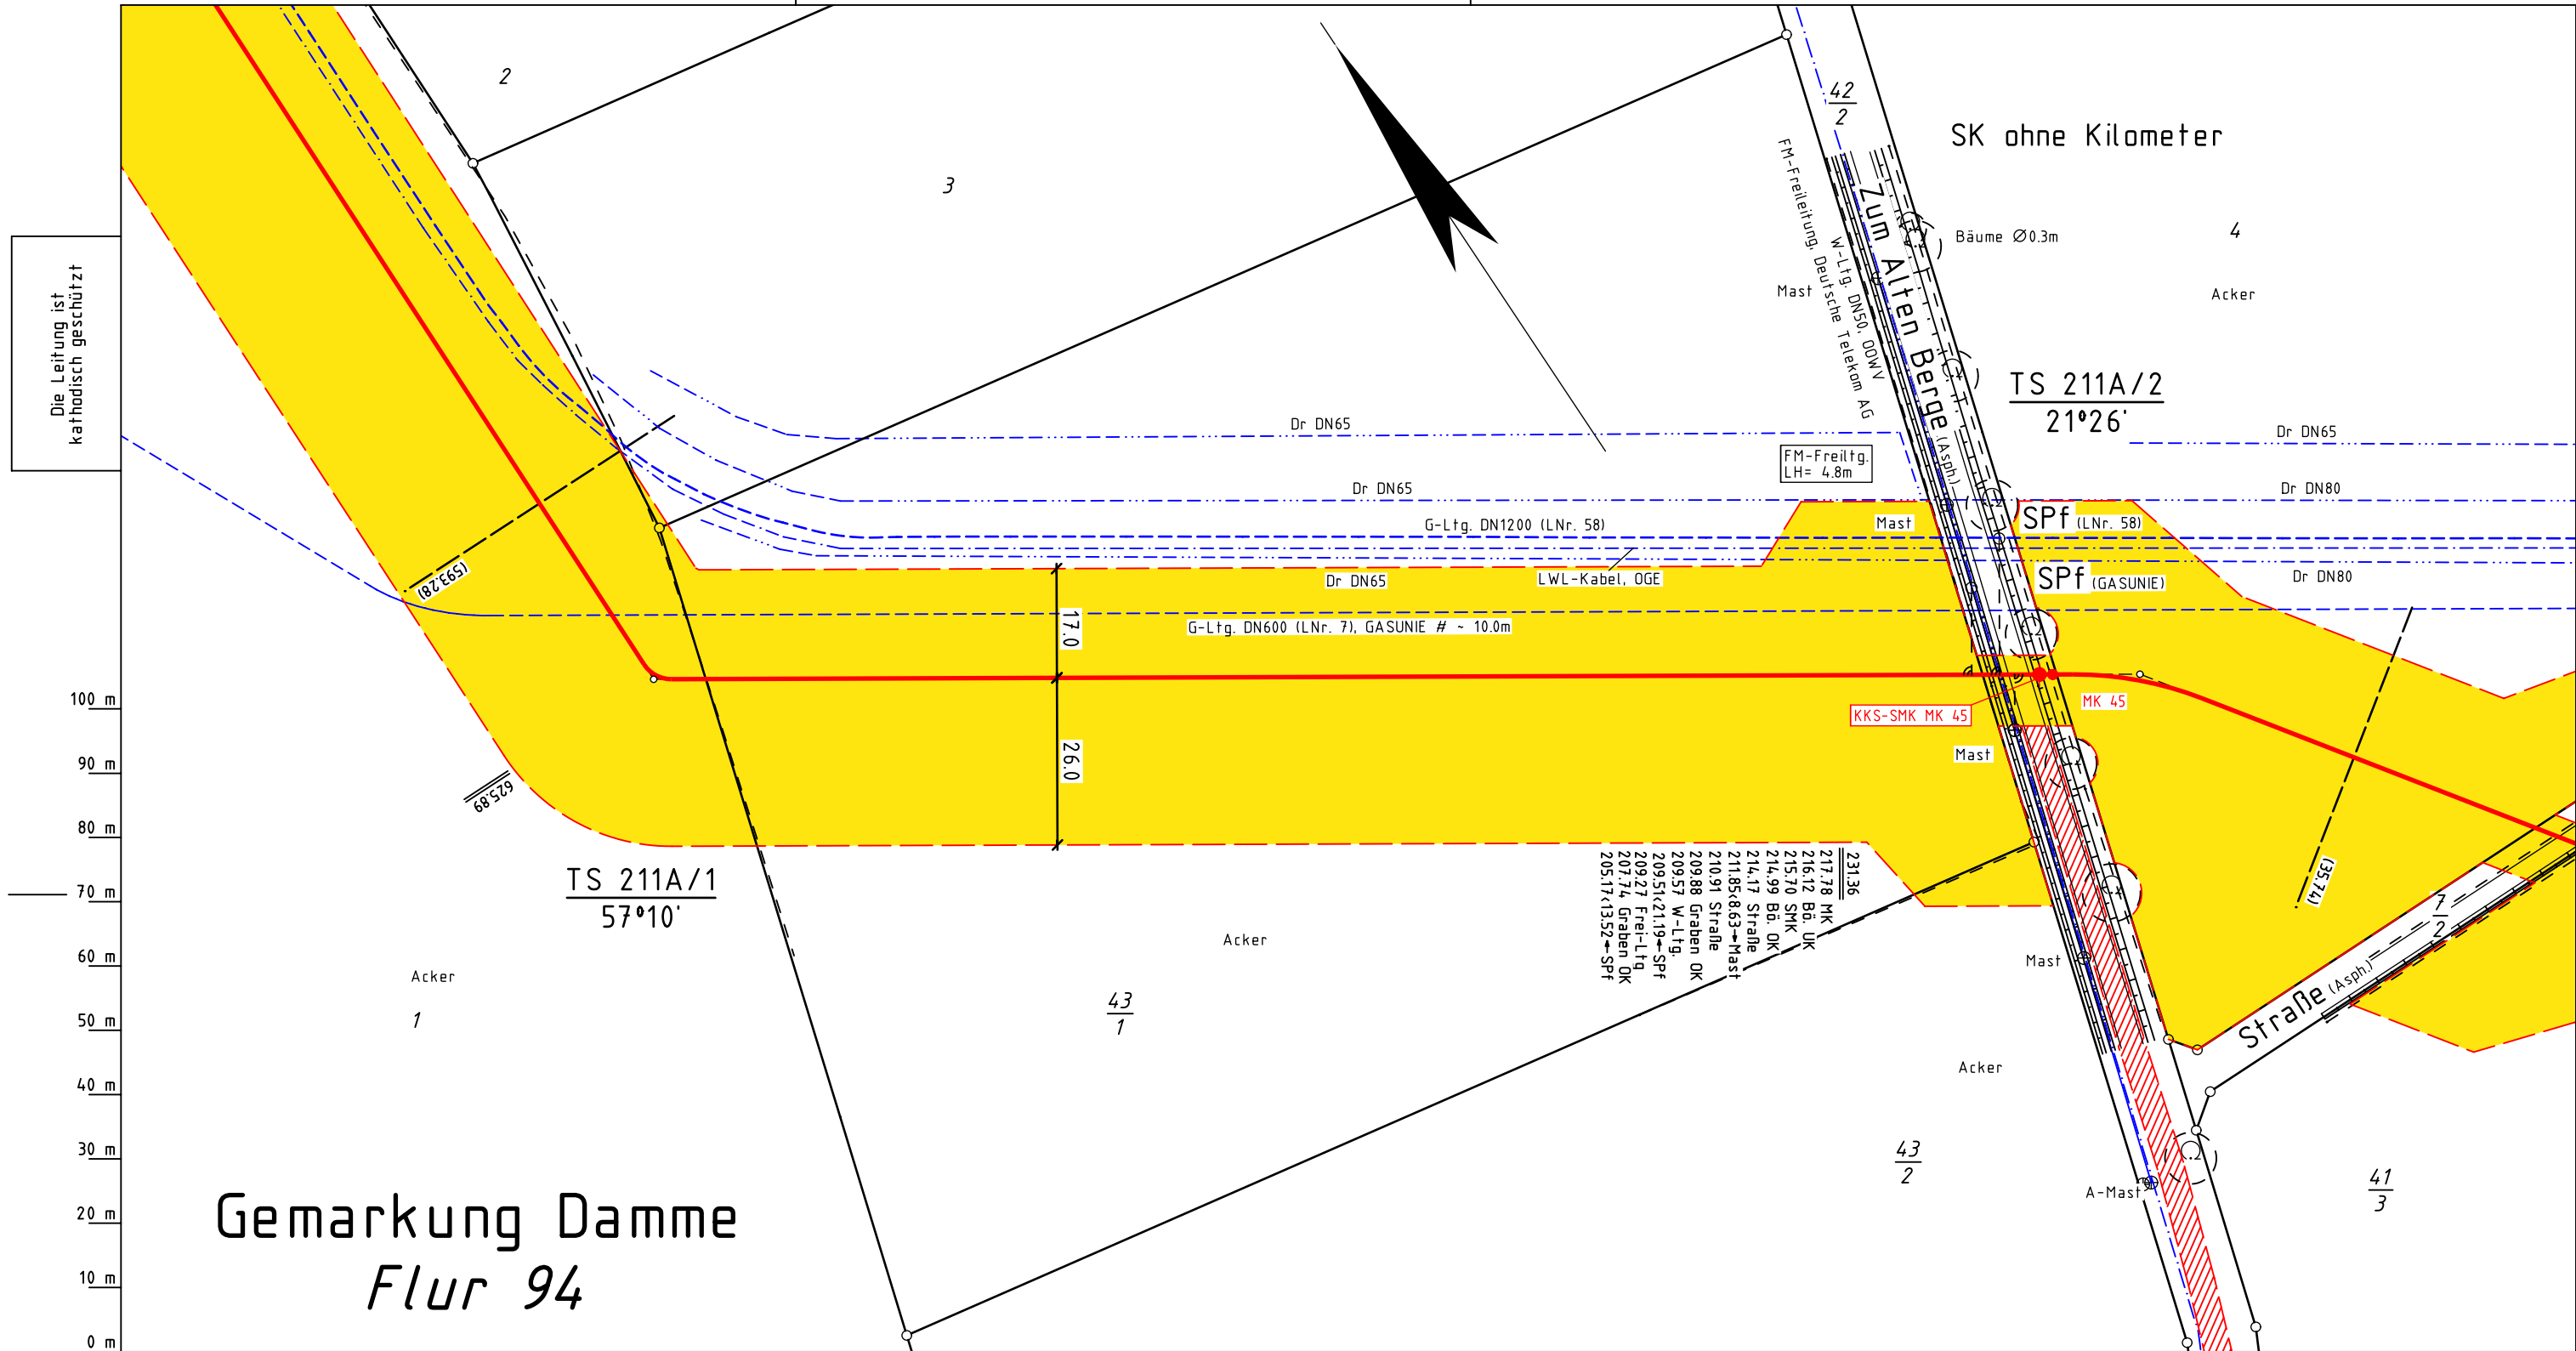 2
3
42
2
SK ohne Kilometer
Bäume Ø0.3m
4
Acker
Mast
FM-Freileitung, Deutsche Telekom AG
W-Ltg. DN50, OOWV
Zum Alten Berge (Asph.)
Die Leitung ist
kathodisch geschützt
TS 211A/2
21°26'
Dr DN65
Dr DN65
FM-Freiltg.
LH= 4.8m
Dr DN65
Dr DN80
G-Ltg. DN1200 (LNr. 58)
Mast
SPf (LNr. 58)
Dr DN65
LWL-Kabel, OGE
SPf (GASUNIE)
Dr DN80
(593.28)
17.0
G-Ltg. DN600 (LNr. 7), GASUNIE # ~ 10.0m
KKS-SMK MK 45
MK 45
26.0
Mast
625.89
(35.74)
TS 211A/1
57°10'
231.36
217.78 MK
216.12 Bö. UK
215.70 SMK
214.99 Bö. OK
214.17 Straße
211.85<8.63→Mast
210.91 Straße
209.88 Graben OK
209.57 W-Ltg.
209.51<21.19→SPf
209.27 Frei-Ltg
207.74 Graben OK
205.17<13.52→SPf
7
2
Straße (Asph.)
Acker
Acker
1
43
1
Mast
Acker
43
2
A-Mast
41
3
100 m
90 m
80 m
70 m
60 m
50 m
40 m
30 m
20 m
10 m
0 m
Gemarkung Damme
Flur 94